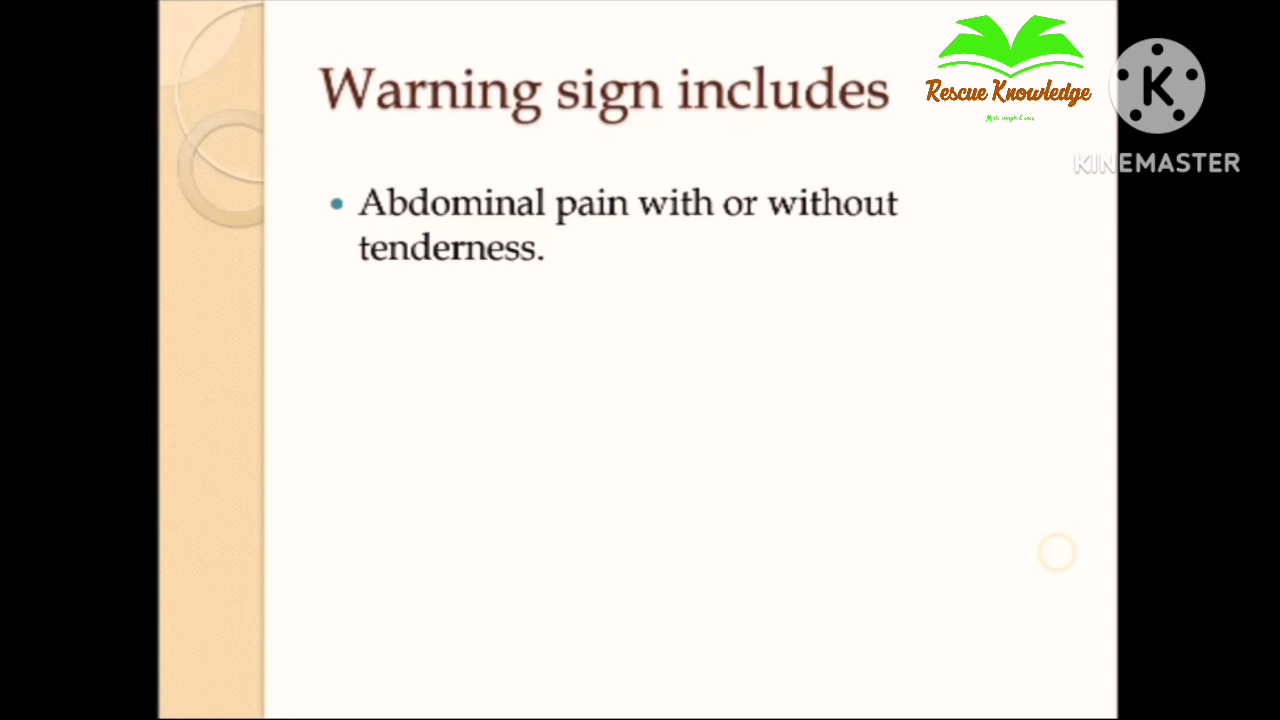 Warning sign includes
Rescue Knowledge
K
KINEMASTER
• Abdominal pain with or without
tenderness.